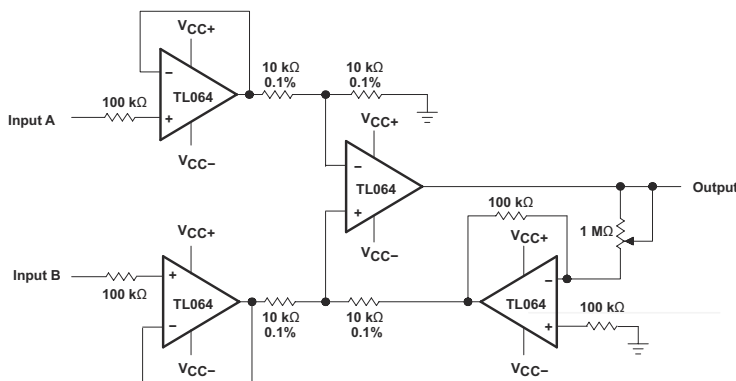 VCC+
TL064
100 kΩ
Input A
VCC−
10 kΩ
0.1%
10 kΩ
0.1%
VCC+
TL064
VCC−
Output
100 kΩ
1 MΩ
VCC+
TL064
100 kΩ
VCC−
Input B
100 kΩ
VCC+
TL064
VCC−
10 kΩ
0.1%
10 kΩ
0.1%